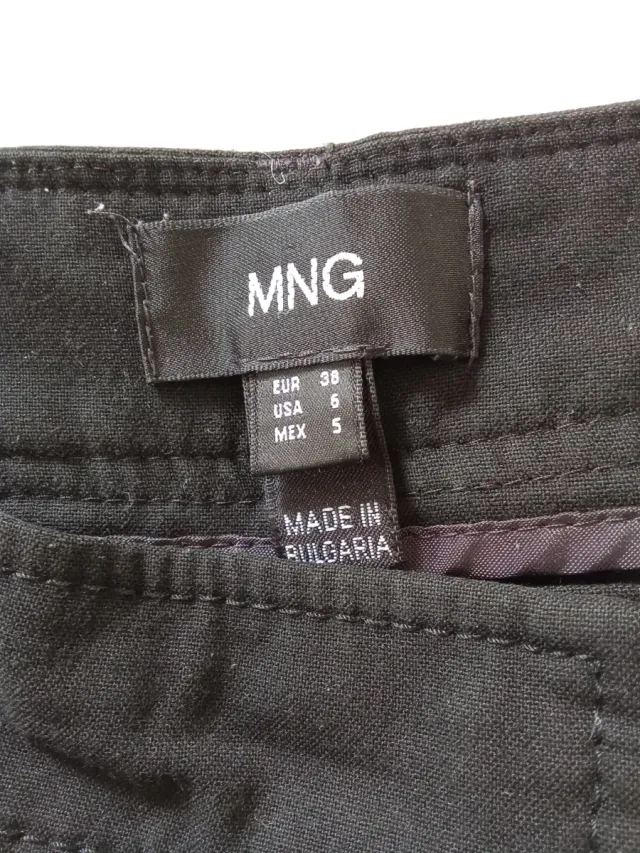 MNG
EUR 38
USA 6
MEX 5
MADE IN
BULGARIA